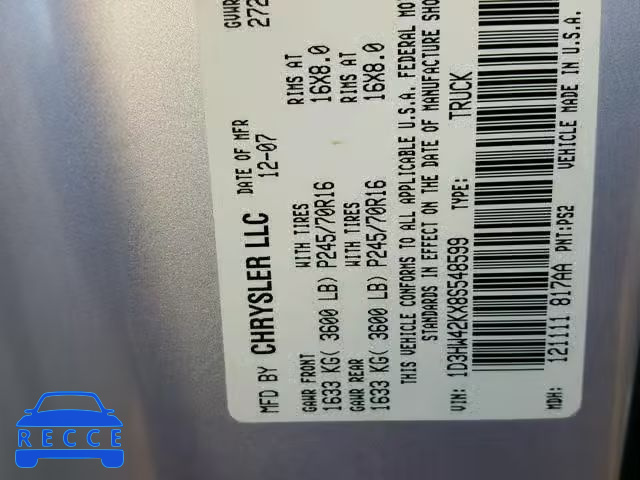 MFD BY CHRYSLER LLC DATE OF MFR GVWR
12-07 272
GAWR FRONT WITH TIRES RIMS AT
1633 KG( 3600 LB) P245/70R16 16X8.0
GAWR REAR WITH TIRES RIMS AT
1633 KG( 3600 LB) P245/70R16 16X8.0
THIS VEHICLE CONFORMS TO ALL APPLICABLE U.S.A. FEDERAL MOT
STANDARDS IN EFFECT ON THE DATE OF MANUFACTURE SHO
VIN: 1D3HW42KX8S548599 TYPE: TRUCK
MDH: 121111 817AA PNT:PS2 VEHICLE MADE IN U.S.A.
RECCE